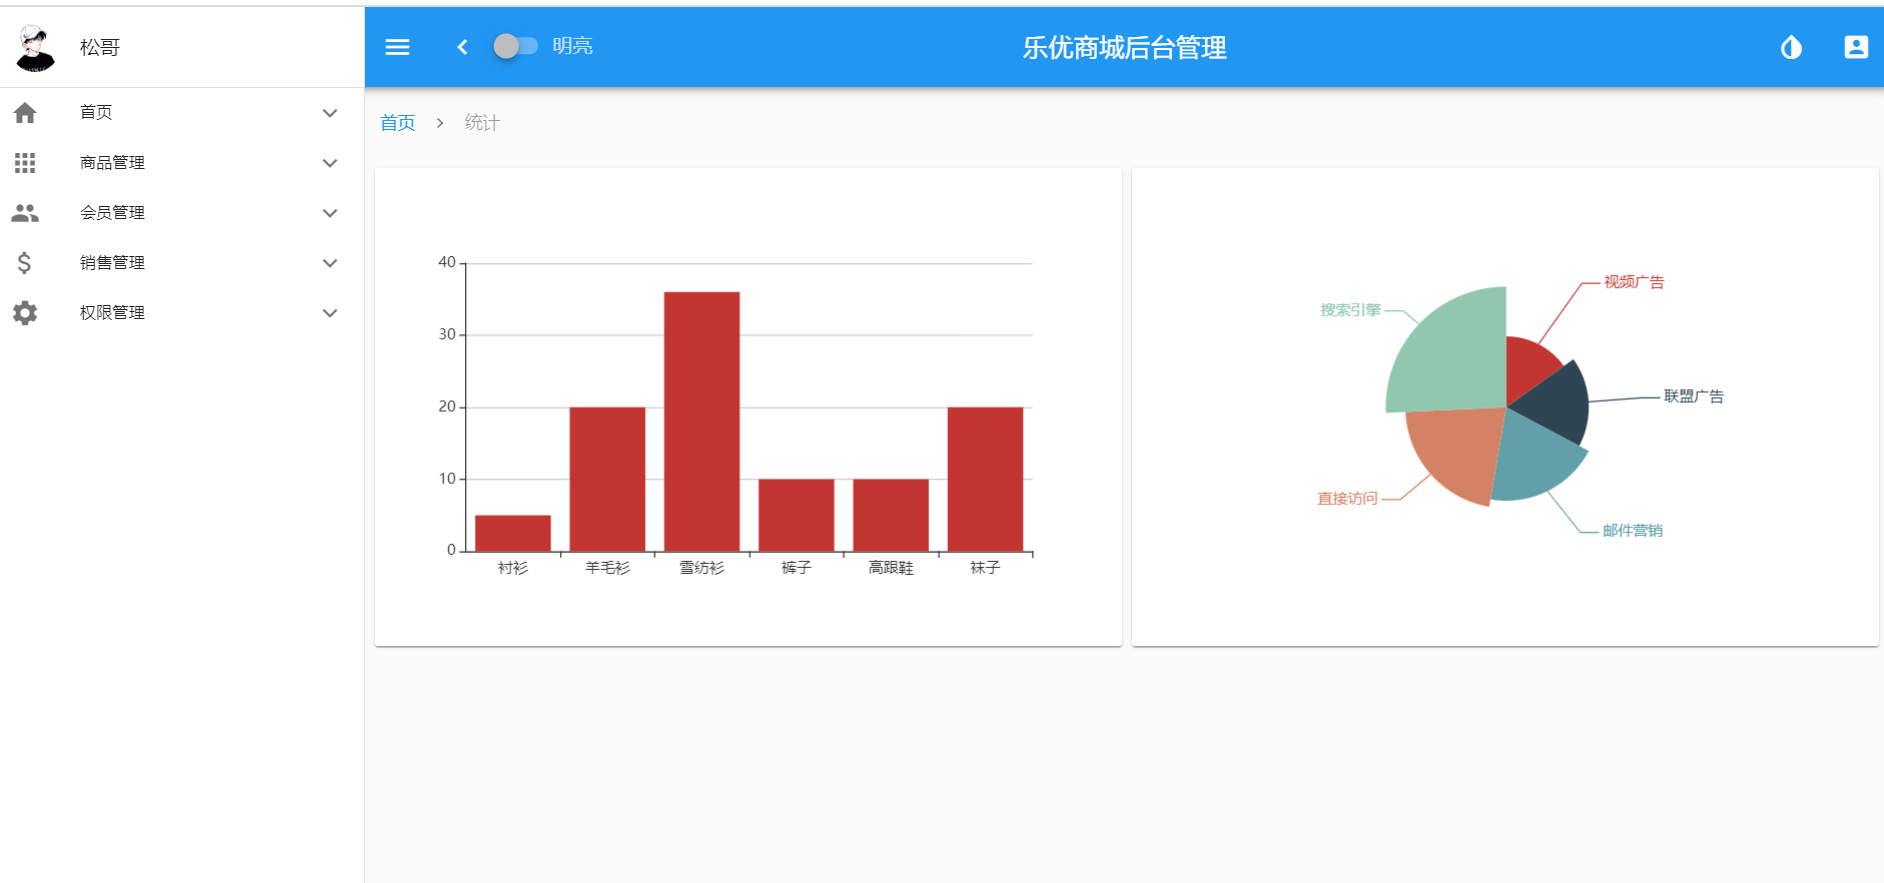 松哥
首页
商品管理
会员管理
销售管理
权限管理
明亮
乐优商城后台管理
首页 统计
40
30
20
10
0
衬衫 羊毛衫 雪纺衫 裤子 高跟鞋 袜子
视频广告
搜索引擎
联盟广告
直接访问
邮件营销